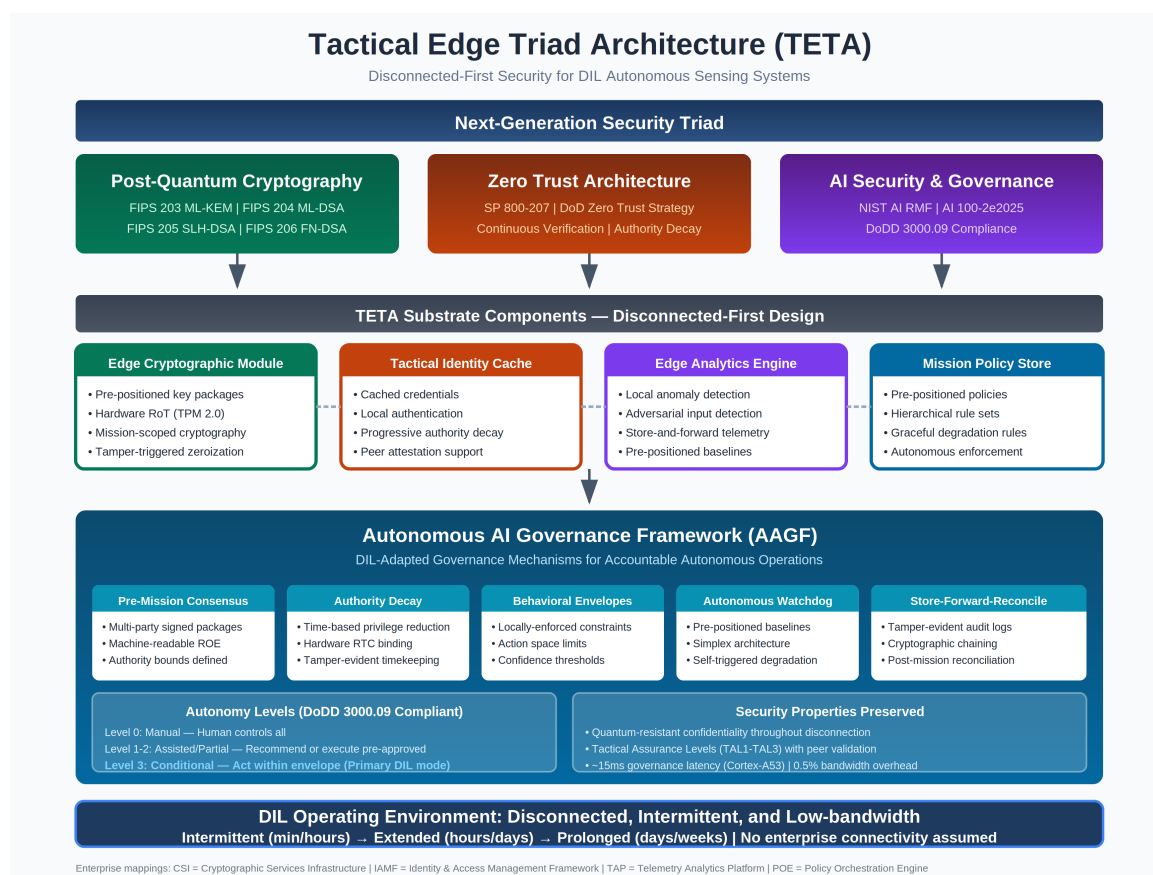 Tactical Edge Triad Architecture (TETA)
Disconnected-First Security for DIL Autonomous Sensing Systems
Next-Generation Security Triad
Post-Quantum Cryptography
FIPS 203 ML-KEM | FIPS 204 ML-DSA
FIPS 205 SLH-DSA | FIPS 206 FN-DSA
Zero Trust Architecture
SP 800-207 | DoD Zero Trust Strategy
Continuous Verification | Authority Decay
AI Security & Governance
NIST AI RMF | AI 100-2e2025
DoDD 3000.09 Compliance
TETA Substrate Components — Disconnected-First Design
Edge Cryptographic Module
• Pre-positioned key packages
• Hardware RoT (TPM 2.0)
• Mission-scoped cryptography
• Tamper-triggered zeroization
Tactical Identity Cache
• Cached credentials
• Local authentication
• Progressive authority decay
• Peer attestation support
Edge Analytics Engine
• Local anomaly detection
• Adversarial input detection
• Store-and-forward telemetry
• Pre-positioned baselines
Mission Policy Store
• Pre-positioned policies
• Hierarchical rule sets
• Graceful degradation rules
• Autonomous enforcement
Autonomous AI Governance Framework (AAGF)
DIL-Adapted Governance Mechanisms for Accountable Autonomous Operations
Pre-Mission Consensus
• Multi-party signed packages
• Machine-readable ROE
• Authority bounds defined
Authority Decay
• Time-based privilege reduction
• Hardware RTC binding
• Tamper-evident timekeeping
Behavioral Envelopes
• Locally-enforced constraints
• Action space limits
• Confidence thresholds
Autonomous Watchdog
• Pre-positioned baselines
• Simplex architecture
• Self-triggered degradation
Store-Forward-Reconcile
• Tamper-evident audit logs
• Cryptographic chaining
• Post-mission reconciliation
Autonomy Levels (DoDD 3000.09 Compliant)
Level 0: Manual — Human controls all
Level 1-2: Assisted/Partial — Recommend or execute pre-approved
Level 3: Conditional — Act within envelope (Primary DIL mode)
Security Properties Preserved
• Quantum-resistant confidentiality throughout disconnection
• Tactical Assurance Levels (TAL1-TAL3) with peer validation
• ~15ms governance latency (Cortex-A53) | 0.5% bandwidth overhead
DIL Operating Environment: Disconnected, Intermittent, and Low-bandwidth
Intermittent (min/hours) → Extended (hours/days) → Prolonged (days/weeks) | No enterprise connectivity assumed
Enterprise mappings: CSI = Cryptographic Services Infrastructure | IAMF = Identity & Access Management Framework | TAP = Telemetry Analytics Platform | POE = Policy Orchestration Engine